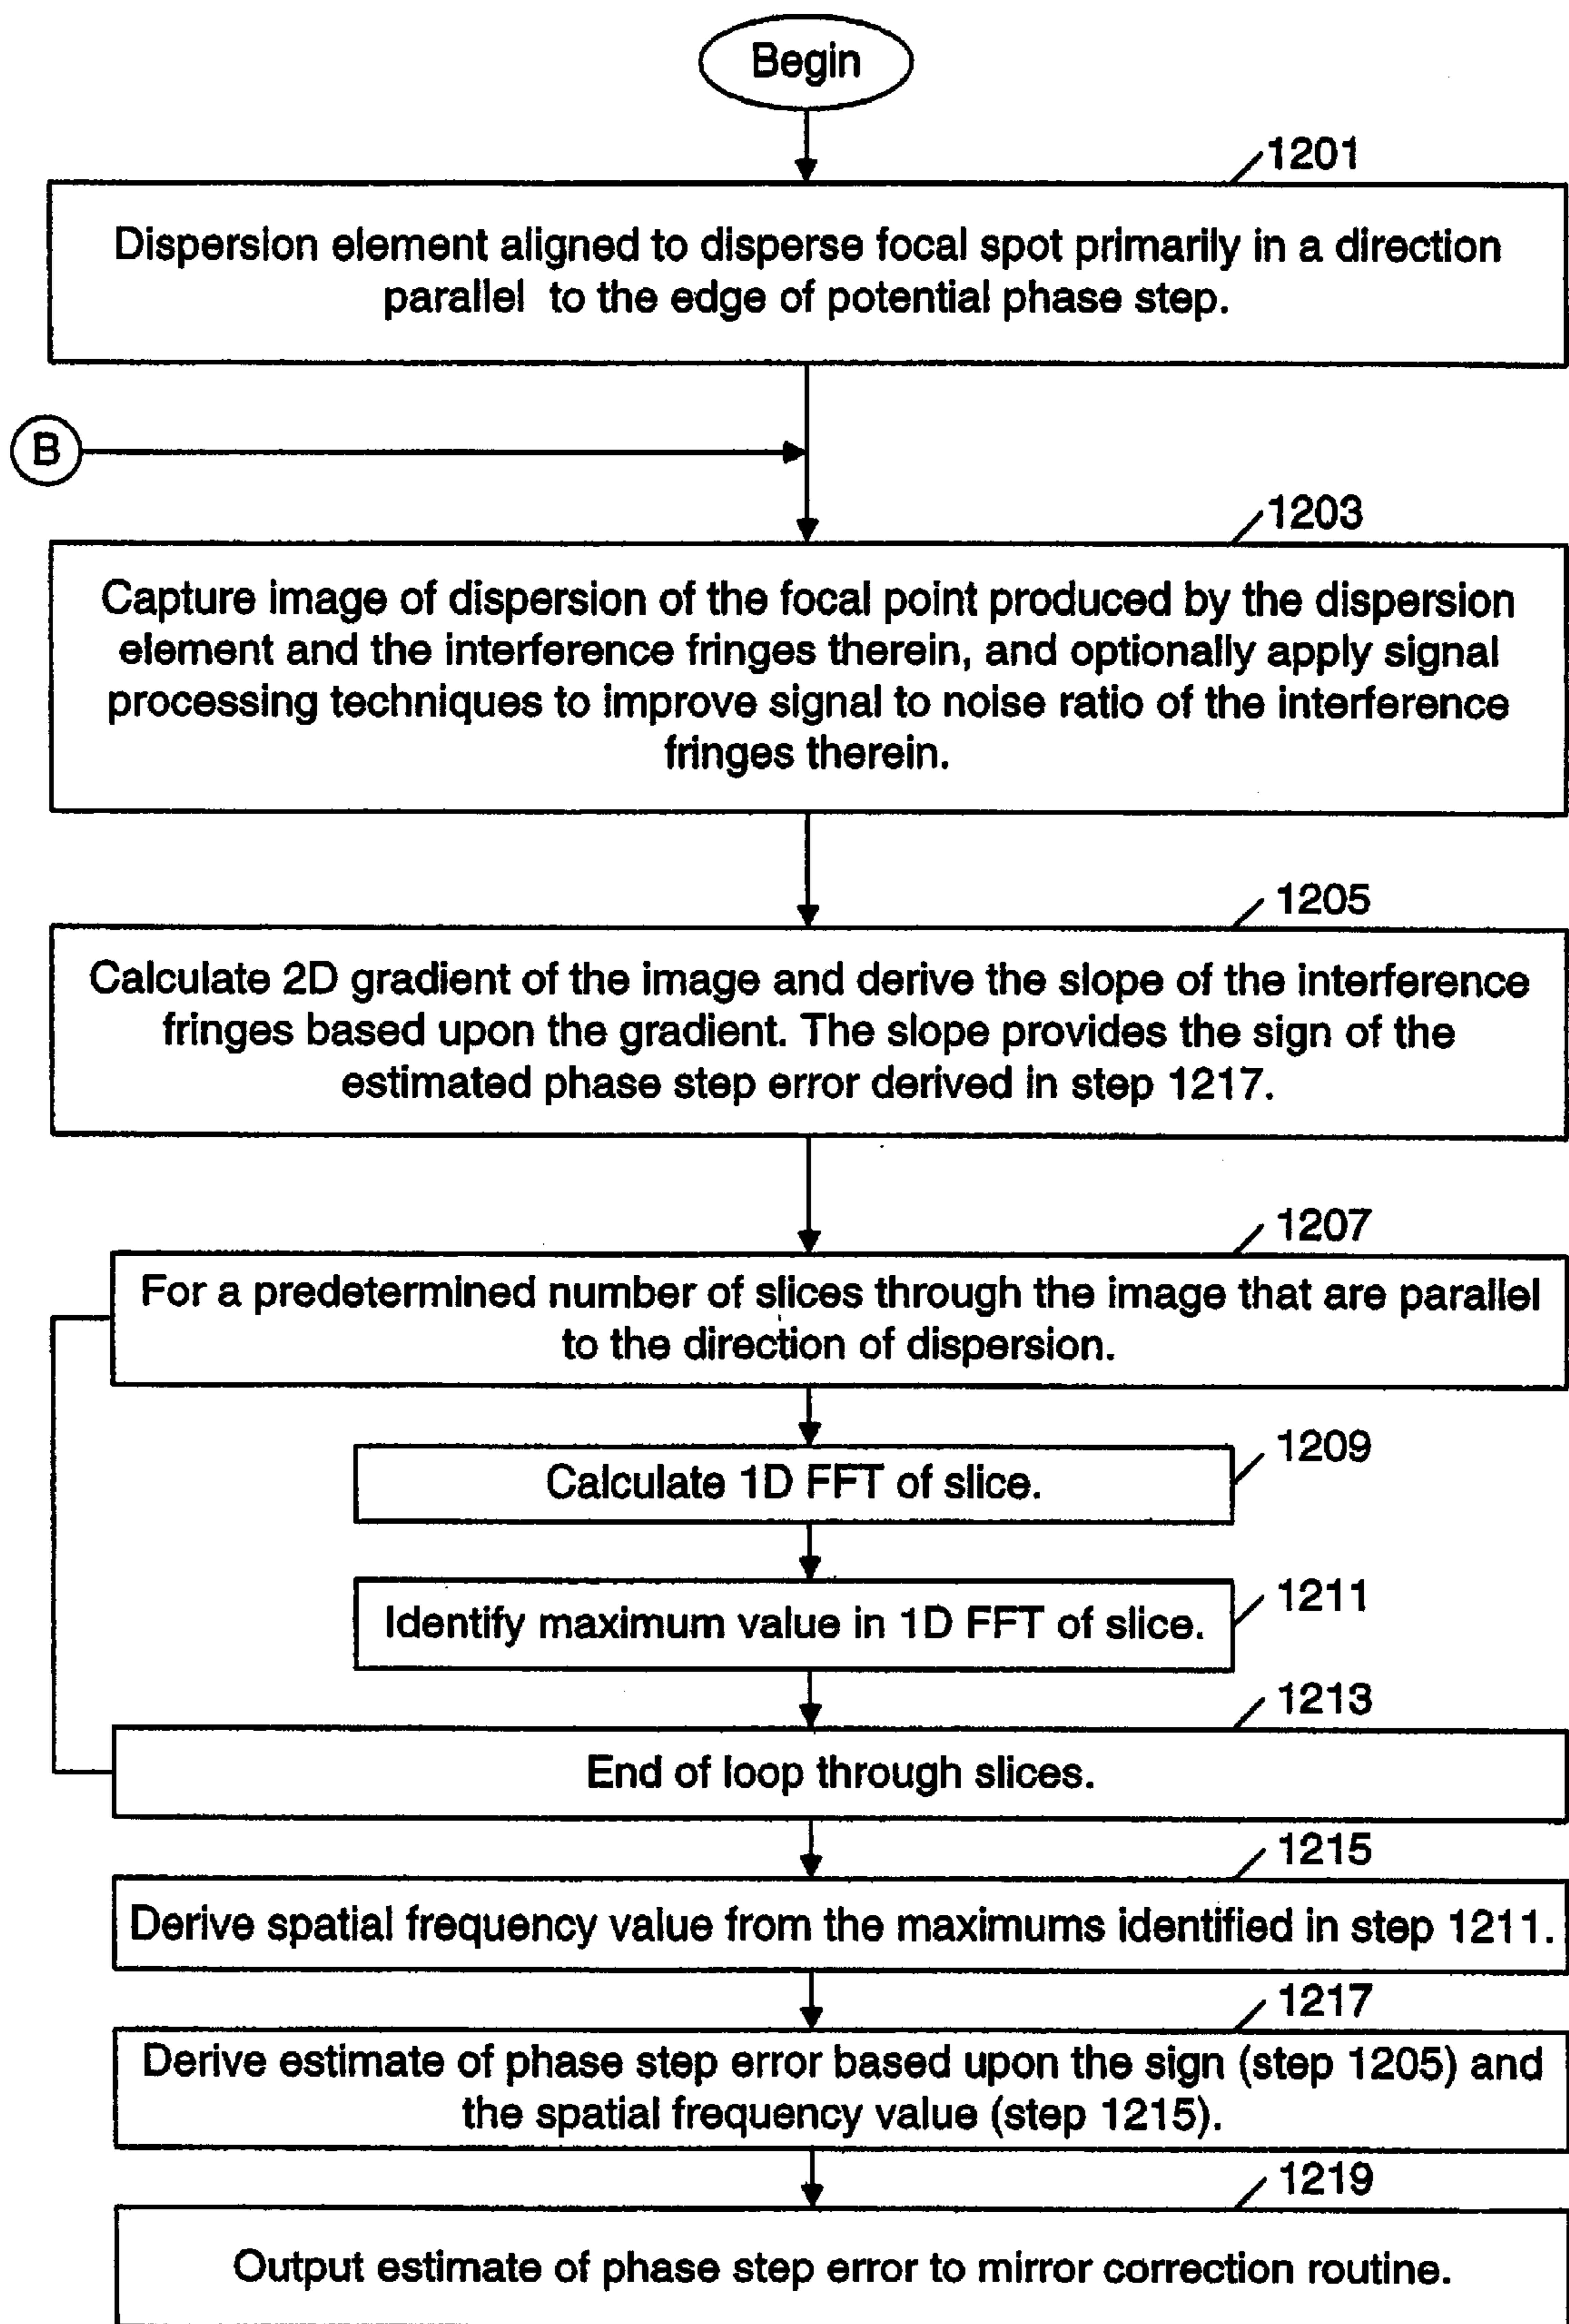 Begin
1201
Dispersion element aligned to disperse focal spot primarily in a direction
parallel to the edge of potential phase step.
B
1203
Capture image of dispersion of the focal point produced by the dispersion
element and the interference fringes therein, and optionally apply signal
processing techniques to improve signal to noise ratio of the interference
fringes therein.
1205
Calculate 2D gradient of the image and derive the slope of the interference
fringes based upon the gradient. The slope provides the sign of the
estimated phase step error derived in step 1217.
1207
For a predetermined number of slices through the image that are parallel
to the direction of dispersion.
1209
Calculate 1D FFT of slice.
1211
Identify maximum value in 1D FFT of slice.
1213
End of loop through slices.
1215
Derive spatial frequency value from the maximums identified in step 1211.
1217
Derive estimate of phase step error based upon the sign (step 1205) and
the spatial frequency value (step 1215).
1219
Output estimate of phase step error to mirror correction routine.